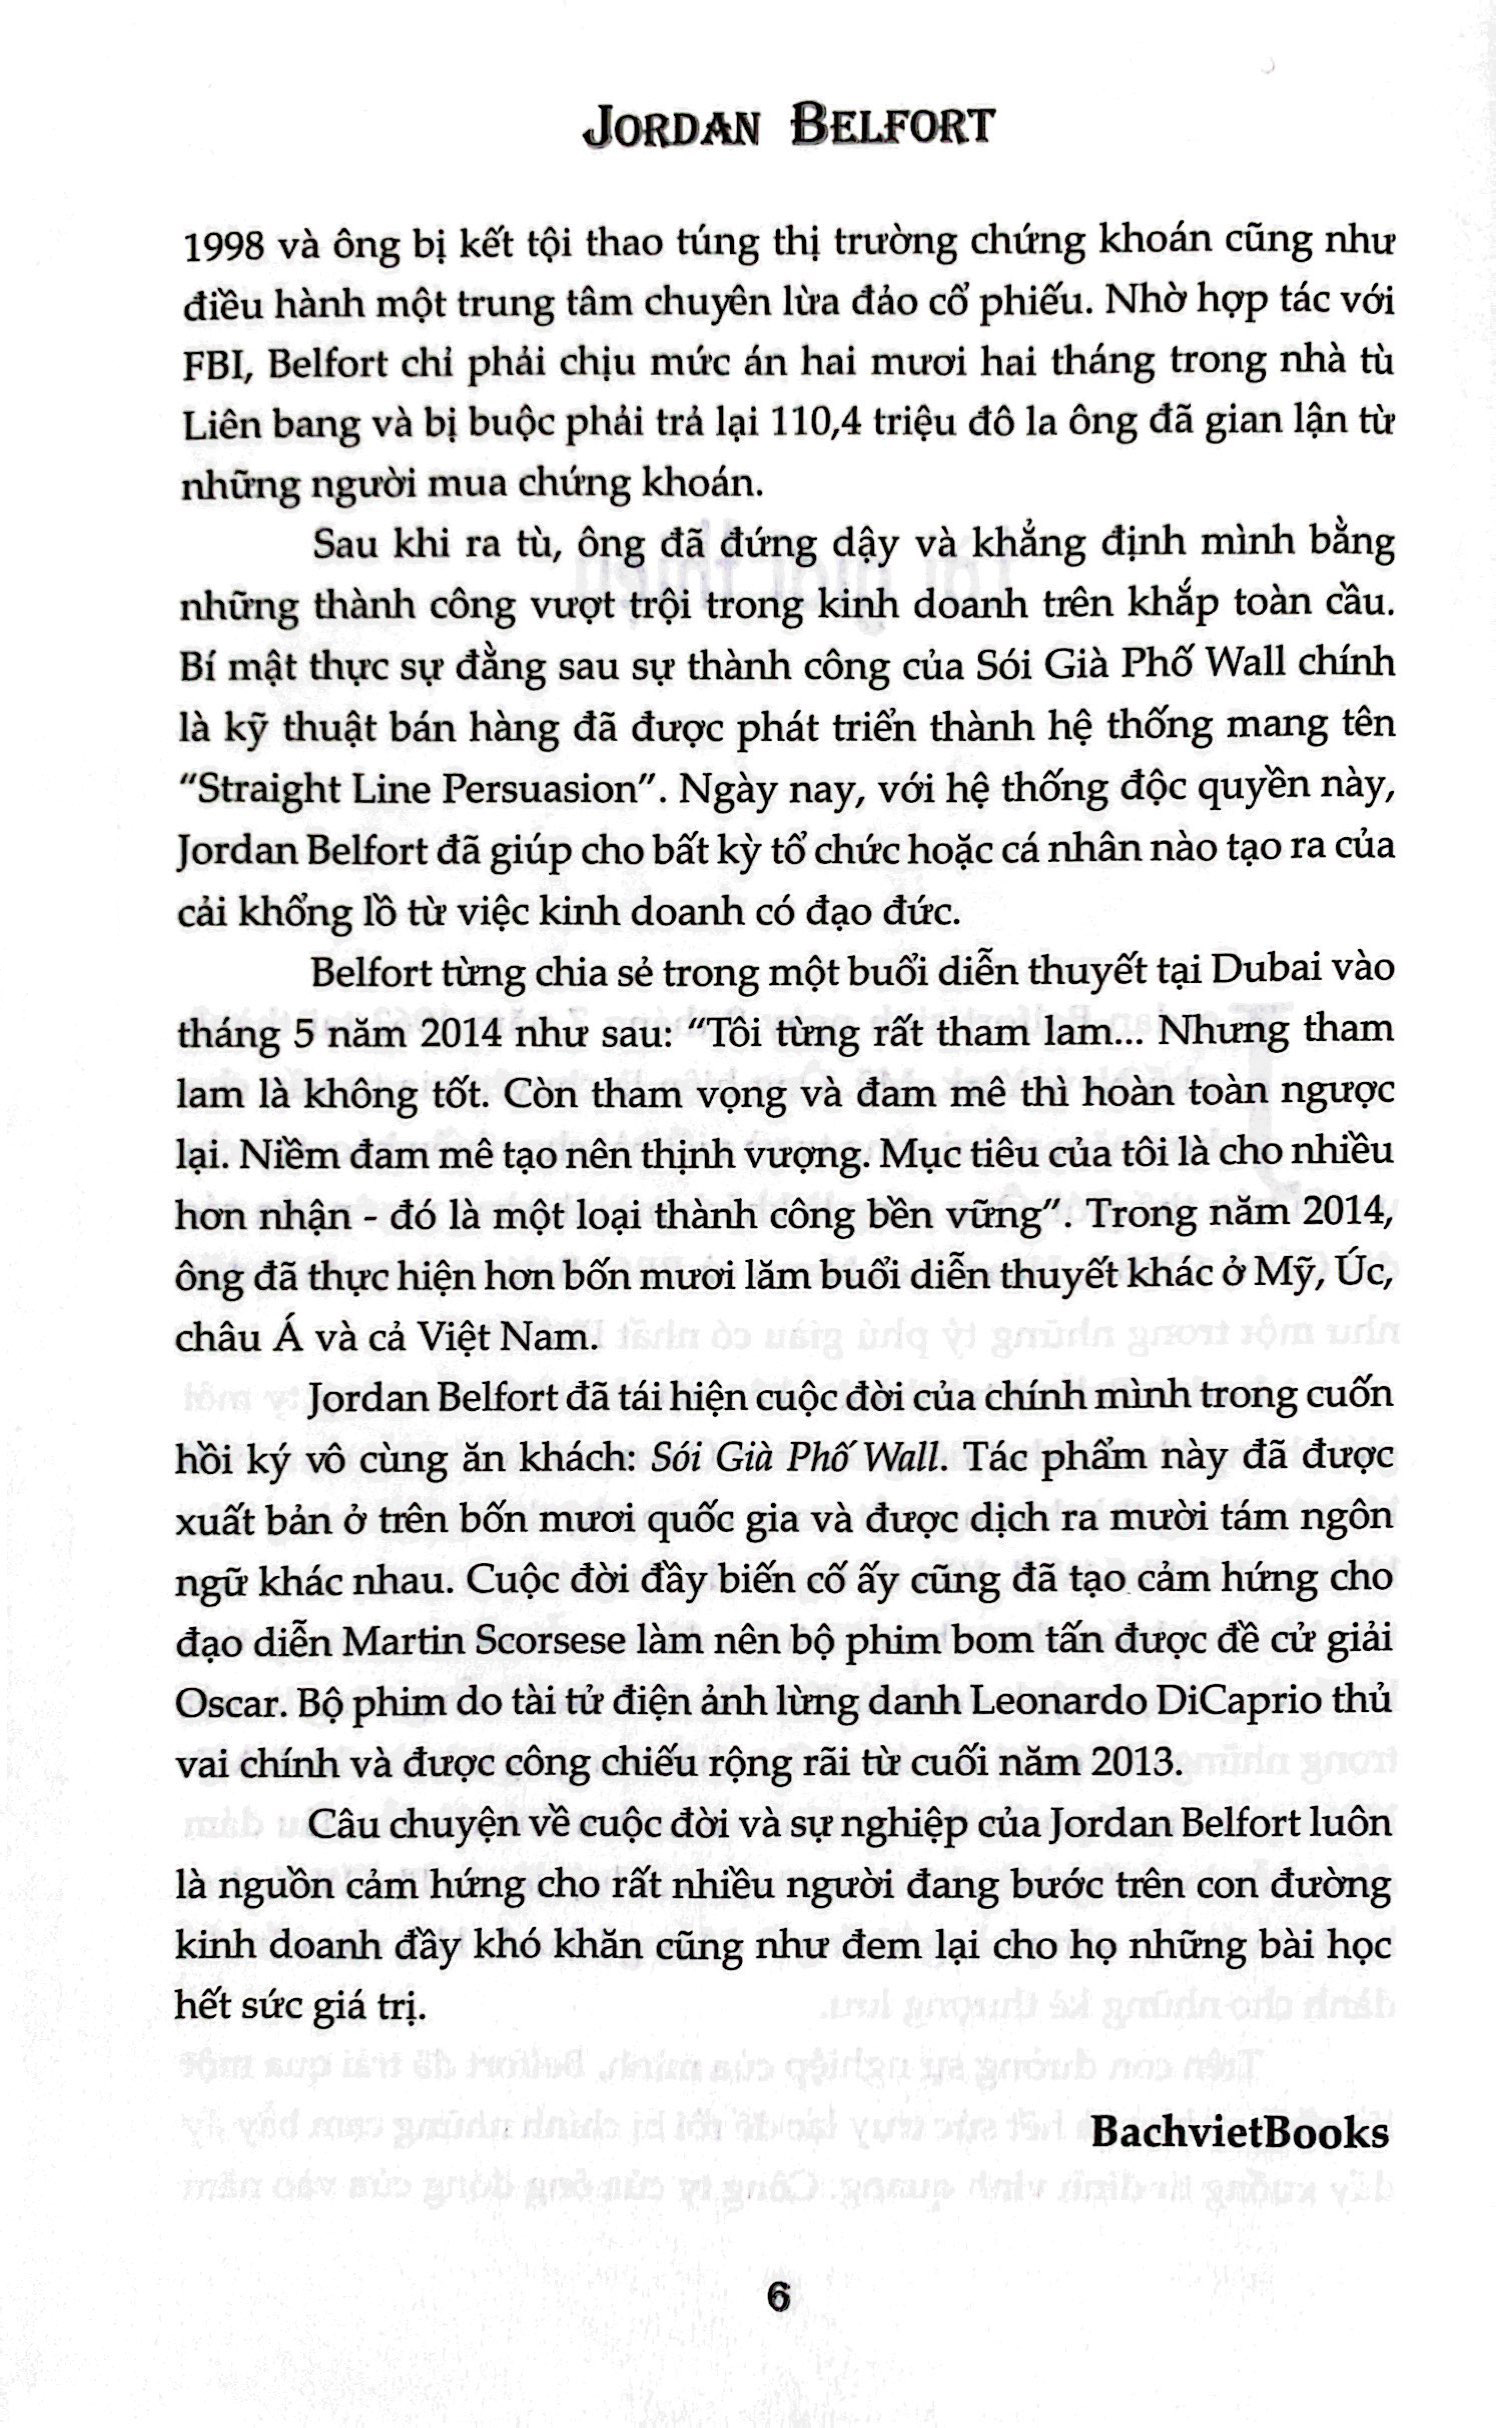 JORDAN BELFORT
1998 và ông bị kết tội thao túng thị trường chứng khoán cũng như
điều hành một trung tâm chuyên lừa đảo cổ phiếu. Nhờ hợp tác với
FBI, Belfort chỉ phải chịu mức án hai mươi hai tháng trong nhà tù
Liên bang và bị buộc phải trả lại 110,4 triệu đô la ông đã gian lận từ
những người mua chứng khoán.
Sau khi ra tù, ông đã đứng dậy và khẳng định mình bằng
những thành công vượt trội trong kinh doanh trên khắp toàn cầu.
Bí mật thực sự đằng sau sự thành công của Sói Già Phố Wall chính
là kỹ thuật bán hàng đã được phát triển thành hệ thống mang tên
“Straight Line Persuasion”. Ngày nay, với hệ thống độc quyền này,
Jordan Belfort đã giúp cho bất kỳ tổ chức hoặc cá nhân nào tạo ra của
cải khổng lồ từ việc kinh doanh có đạo đức.
Belfort từng chia sẻ trong một buổi diễn thuyết tại Dubai vào
tháng 5 năm 2014 như sau: “Tôi từng rất tham lam... Nhưng tham
lam là không tốt. Còn tham vọng và đam mê thì hoàn toàn ngược
lại. Niềm đam mê tạo nên thịnh vượng. Mục tiêu của tôi là cho nhiều
hơn nhận - đó là một loại thành công bền vững”. Trong năm 2014,
ông đã thực hiện hơn bốn mươi lăm buổi diễn thuyết khác ở Mỹ, Úc,
châu Á và cả Việt Nam.
Jordan Belfort đã tái hiện cuộc đời của chính mình trong cuốn
hồi ký vô cùng ăn khách: Sói Già Phố Wall. Tác phẩm này đã được
xuất bản ở trên bốn mươi quốc gia và được dịch ra mười tám ngôn
ngữ khác nhau. Cuộc đời đầy biến cố ấy cũng đã tạo cảm hứng cho
đạo diễn Martin Scorsese làm nên bộ phim bom tấn được đề cử giải
Oscar. Bộ phim do tài tử điện ảnh lừng danh Leonardo DiCaprio thủ
vai chính và được công chiếu rộng rãi từ cuối năm 2013.
Câu chuyện về cuộc đời và sự nghiệp của Jordan Belfort luôn
là nguồn cảm hứng cho rất nhiều người đang bước trên con đường
kinh doanh đầy khó khăn cũng như đem lại cho họ những bài học
hết sức giá trị.
BachvietBooks
6